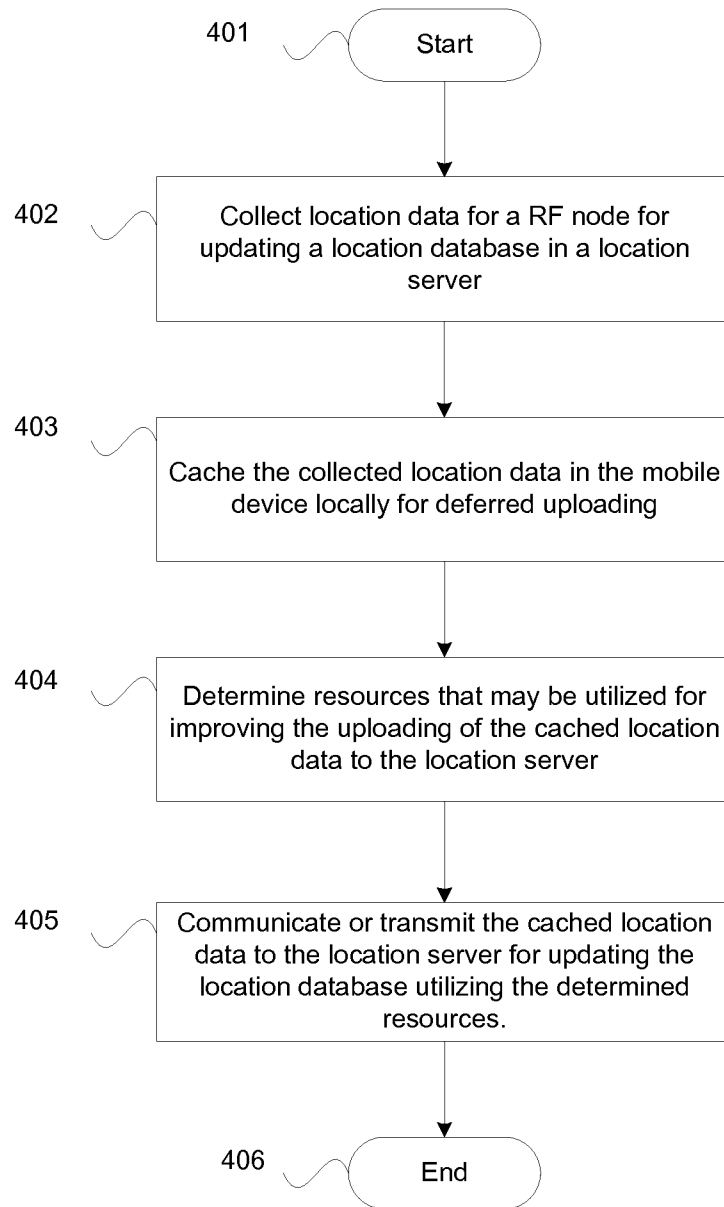 401
Start
402
Collect location data for a RF node for
updating a location database in a location
server
403
Cache the collected location data in the mobile
device locally for deferred uploading
404
Determine resources that may be utilized for
improving the uploading of the cached location
data to the location server
405
Communicate or transmit the cached location
data to the location server for updating the
location database utilizing the determined
resources.
406
End